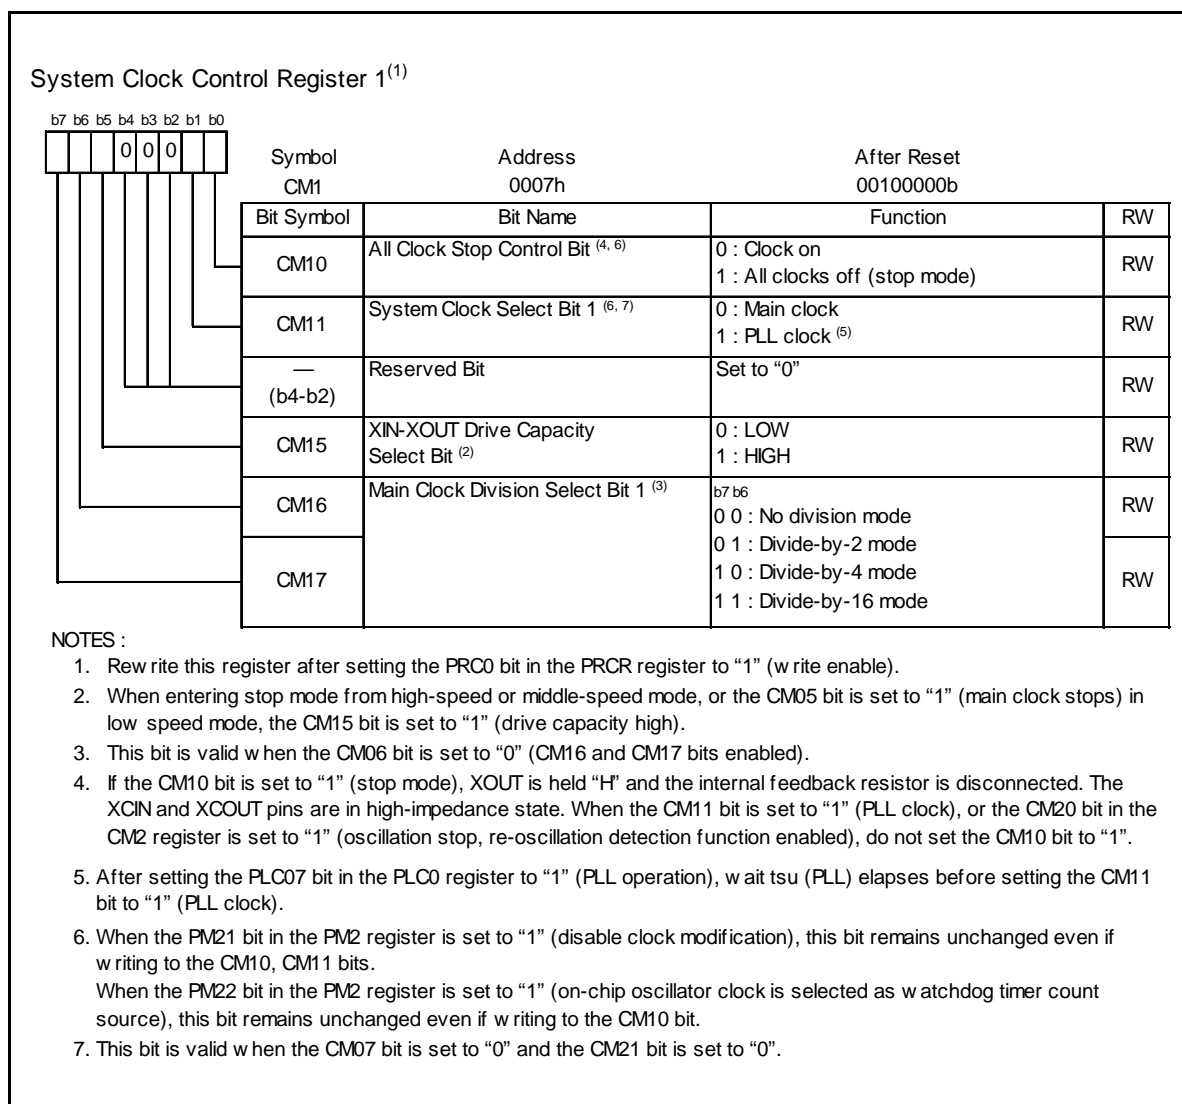 System Clock Control Register 1(1)
b7 b6 b5 b4 b3 b2 b1 b0
0 0 0
Symbol Address After Reset
CM1 0007h 00100000b
Bit Symbol Bit Name Function RW
CM10 All Clock Stop Control Bit (4, 6) 0 : Clock on RW
1 : All clocks off (stop mode)
CM11 System Clock Select Bit 1 (6, 7) 0 : Main clock RW
1 : PLL clock (5)
— Reserved Bit Set to “0” RW
(b4-b2)
CM15 XIN-XOUT Drive Capacity 0 : LOW RW
Select Bit (2) 1 : HIGH
CM16 Main Clock Division Select Bit 1 (3) b7 b6 RW
0 0 : No division mode
0 1 : Divide-by-2 mode
CM17 1 0 : Divide-by-4 mode RW
1 1 : Divide-by-16 mode
NOTES :
1. Rewrite this register after setting the PRC0 bit in the PRCR register to “1” (write enable).
2. When entering stop mode from high-speed or middle-speed mode, or the CM05 bit is set to “1” (main clock stops) in
low speed mode, the CM15 bit is set to “1” (drive capacity high).
3. This bit is valid when the CM06 bit is set to “0” (CM16 and CM17 bits enabled).
4. If the CM10 bit is set to “1” (stop mode), XOUT is held “H” and the internal feedback resistor is disconnected. The
XCIN and XCOUT pins are in high-impedance state. When the CM11 bit is set to “1” (PLL clock), or the CM20 bit in the
CM2 register is set to “1” (oscillation stop, re-oscillation detection function enabled), do not set the CM10 bit to “1”.
5. After setting the PLC07 bit in the PLC0 register to “1” (PLL operation), wait tsu (PLL) elapses before setting the CM11
bit to “1” (PLL clock).
6. When the PM21 bit in the PM2 register is set to “1” (disable clock modification), this bit remains unchanged even if
writing to the CM10, CM11 bits.
When the PM22 bit in the PM2 register is set to “1” (on-chip oscillator clock is selected as watchdog timer count
source), this bit remains unchanged even if writing to the CM10 bit.
7. This bit is valid when the CM07 bit is set to “0” and the CM21 bit is set to “0”.